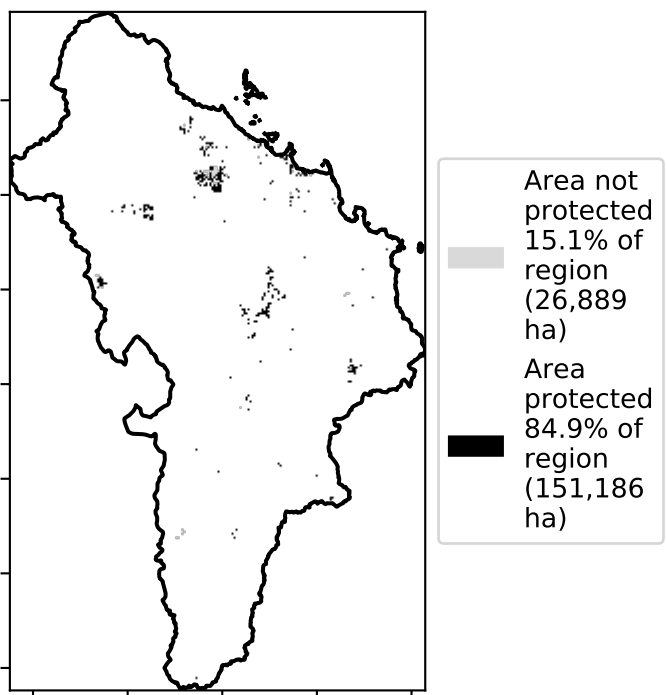 Area not
protected
15.1% of
region
(26,889
ha)
Area
protected
84.9% of
region
(151,186
ha)